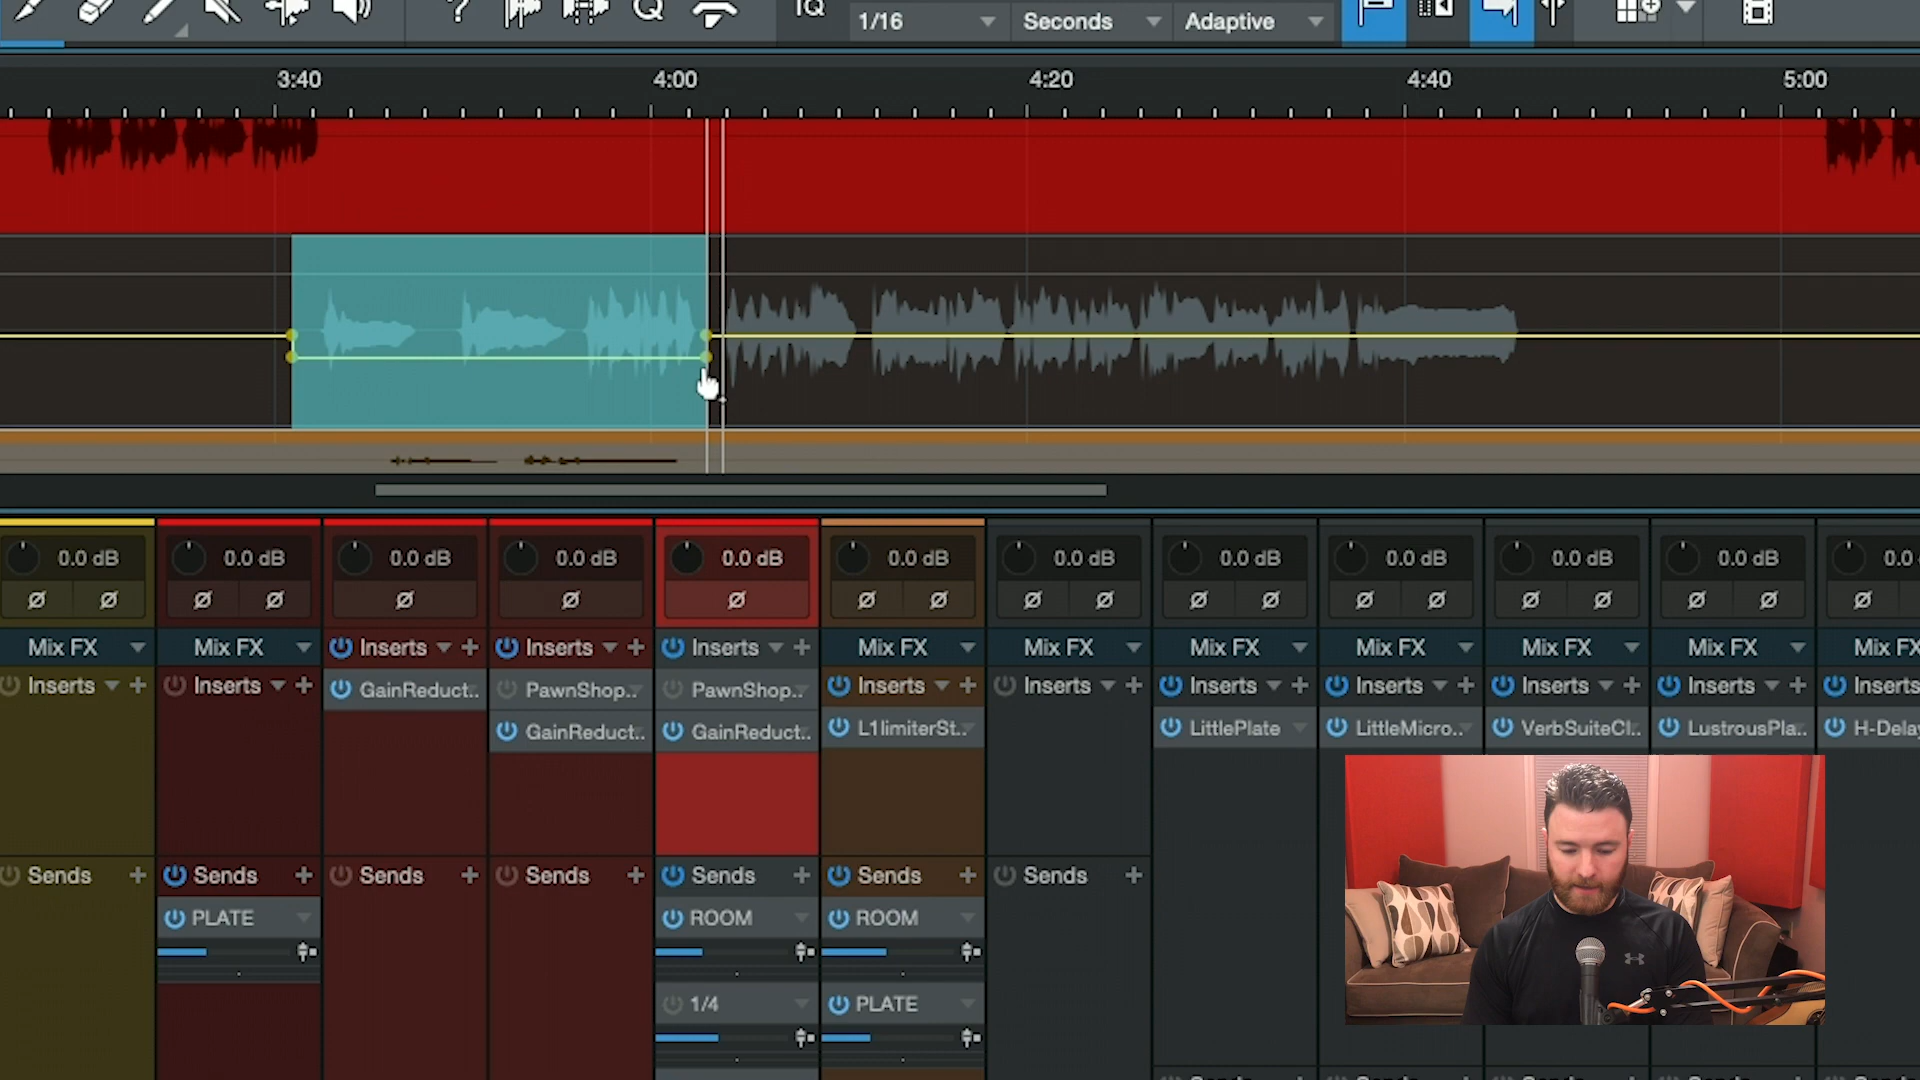 IQ 1/16 Seconds Adaptive
3:40 4:00 4:20 4:40 5:00
0.0 dB 0.0 dB 0.0 dB 0.0 dB 0.0 dB 0.0 dB 0.0 dB 0.0 dB 0.0 dB 0.0 dB 0.0 dB 0.0
Mix FX Mix FX Inserts Inserts Inserts Mix FX Mix FX Mix FX Mix FX Mix FX Mix FX Mix FX
Inserts Inserts GainReduct.. PawnShop.. PawnShop.. Inserts Inserts Inserts Inserts Inserts Inserts Inserts
GainReduct.. GainReduct.. L1limiterSt.. LittlePlate LittleMicro.. VerbSuiteCl.. LustrousPla.. H-Delay
Sends Sends Sends Sends Sends Sends Sends
PLATE ROOM ROOM
1/4 PLATE